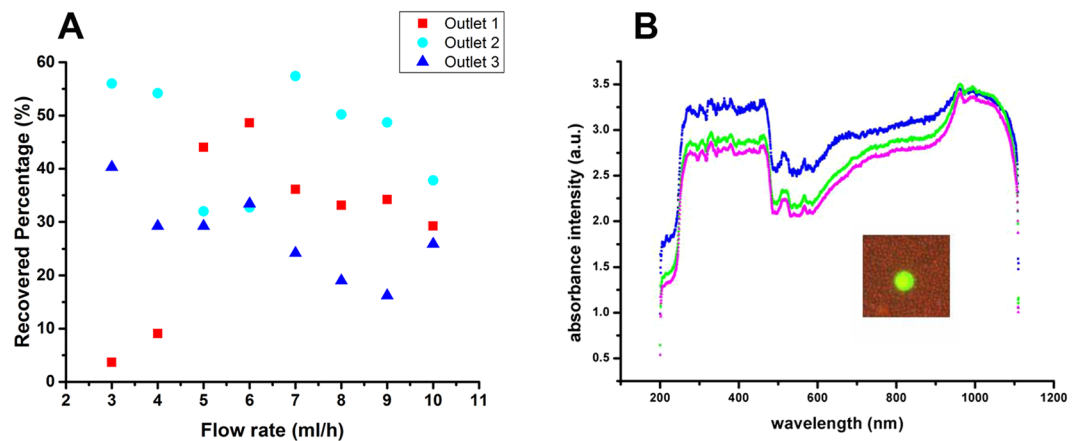 A
Outlet 1
Outlet 2
Outlet 3
60
50
40
30
20
10
0
Recovered Percentage (%)
2 3 4 5 6 7 8 9 10 11
Flow rate (ml/h)
B
3.5
3.0
2.5
2.0
1.5
1.0
0.5
absorbance intensity (a.u.)
200 400 600 800 1000 1200
wavelength (nm)